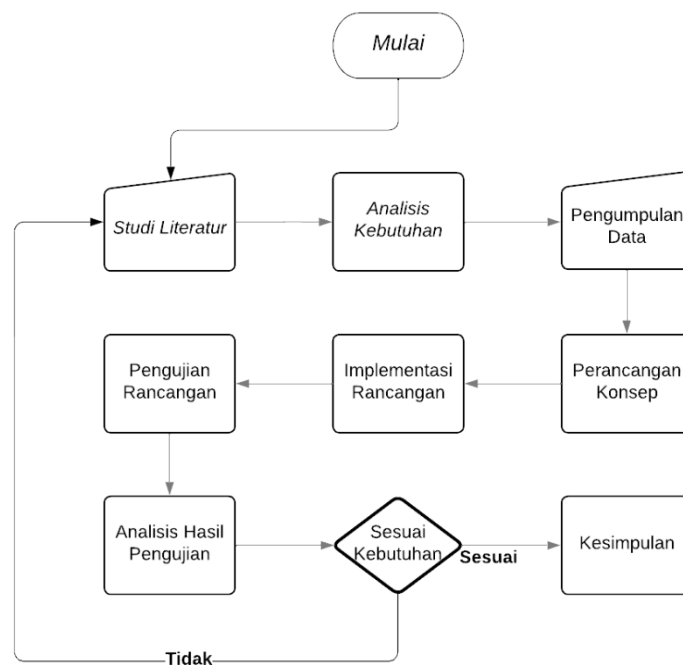 Mulai
Studi Literatur
Analisis
Kebutuhan
Pengumpulan
Data
Perancangan
Konsep
Implementasi
Rancangan
Pengujian
Rancangan
Analisis Hasil
Pengujian
Sesuai
Kebutuhan
Sesuai
Kesimpulan
Tidak